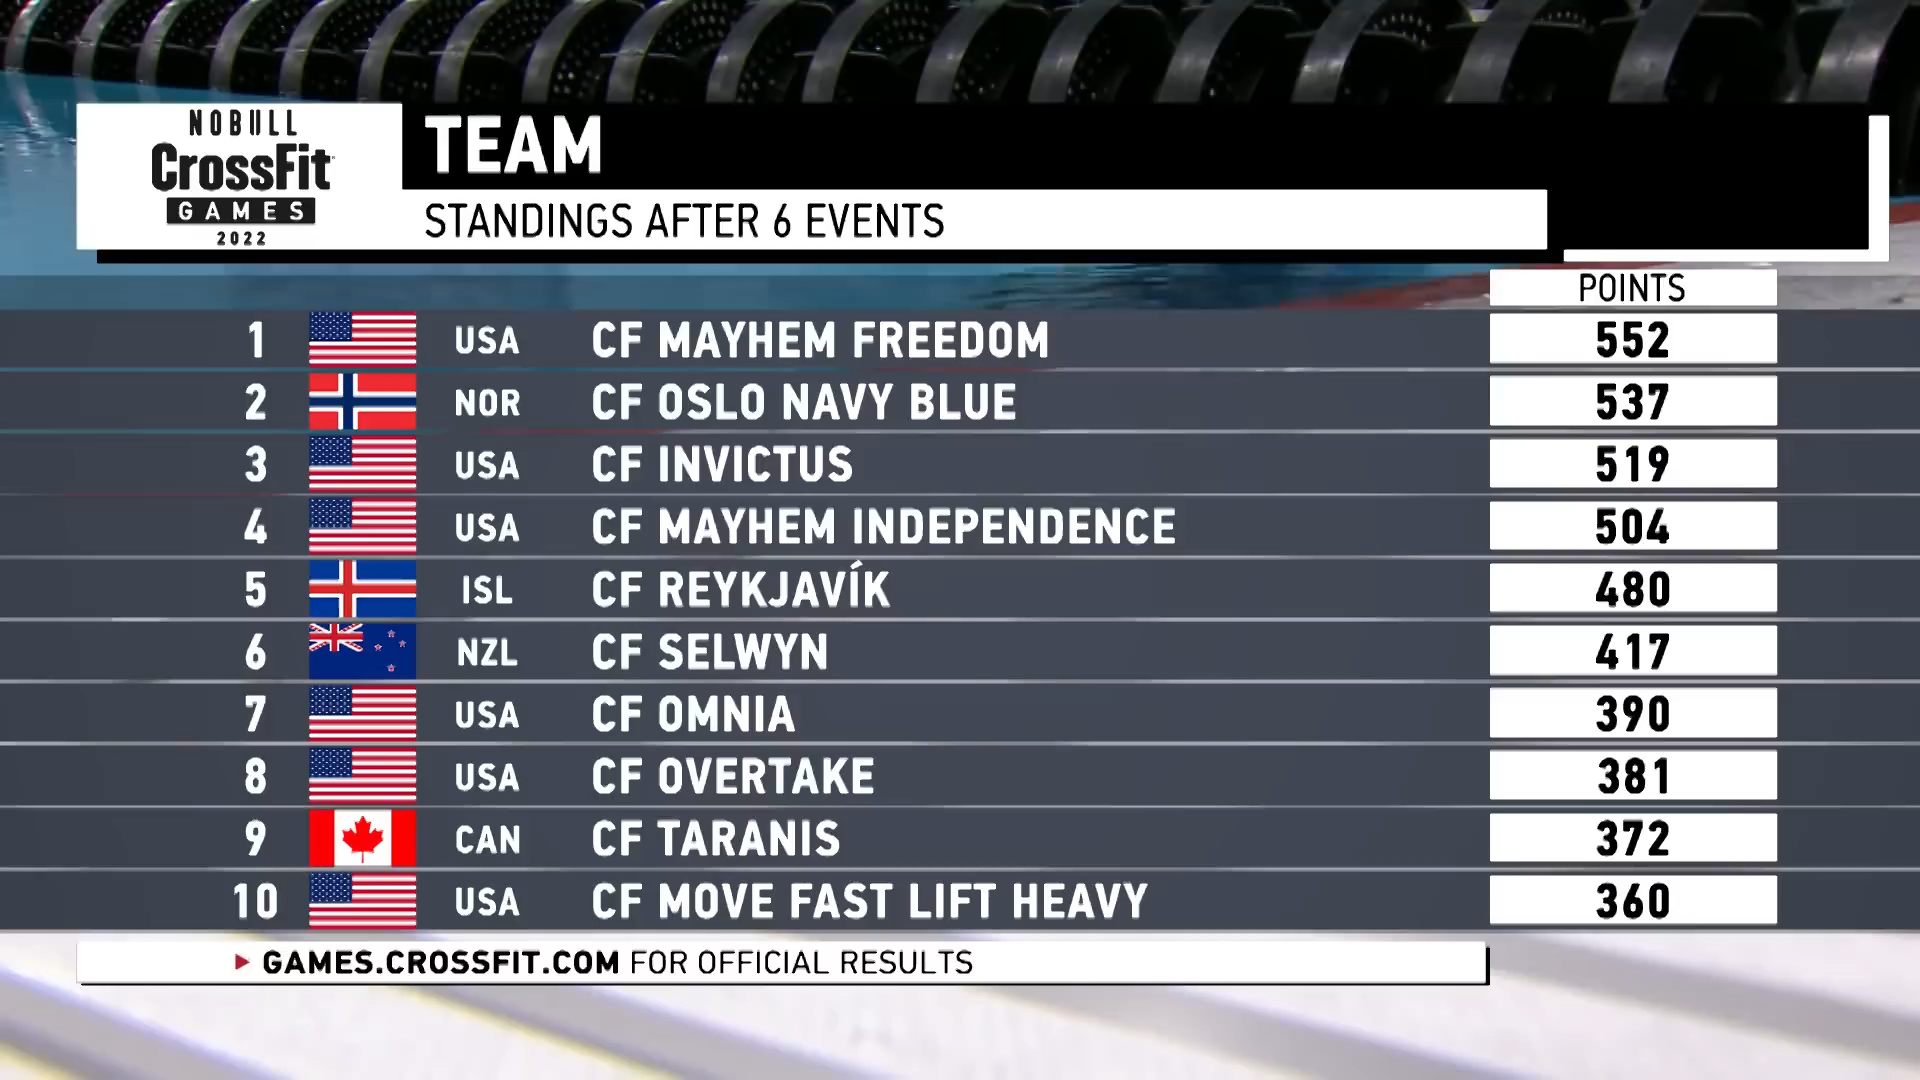 NOBULL
CrossFit
GAMES
2022
TEAM
STANDINGS AFTER 6 EVENTS
POINTS
1 USA CF MAYHEM FREEDOM 552
2 NOR CF OSLO NAVY BLUE 537
3 USA CF INVICTUS 519
4 USA CF MAYHEM INDEPENDENCE 504
5 ISL CF REYKJAVÍK 480
6 NZL CF SELWYN 417
7 USA CF OMNIA 390
8 USA CF OVERTAKE 381
9 CAN CF TARANIS 372
10 USA CF MOVE FAST LIFT HEAVY 360
GAMES.CROSSFIT.COM FOR OFFICIAL RESULTS